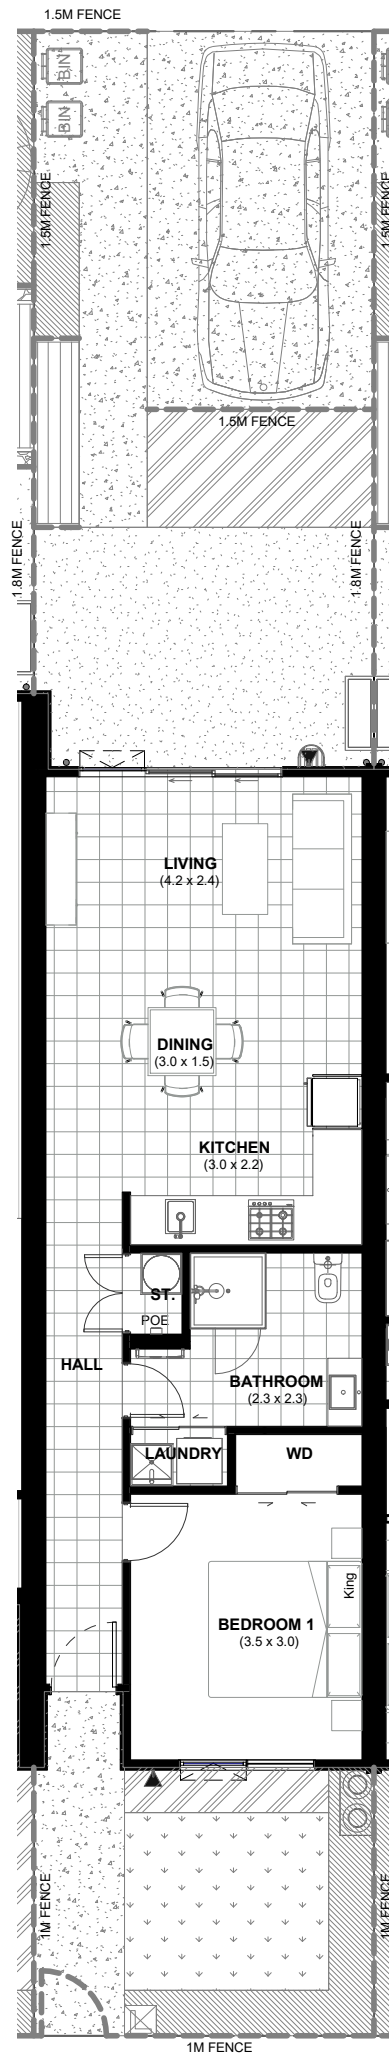 1.5M FENCE
BIN
BIN
1.5M FENCE
1.5M FENCE
1.5M FENCE
1.8M FENCE
1.8M FENCE
LIVING
(4.2 x 2.4)
DINING
(3.0 x 1.5)
KITCHEN
(3.0 x 2.2)
ST.
POE
HALL
BATHROOM
(2.3 x 2.3)
LAUNDRY
WD
King
BEDROOM 1
(3.5 x 3.0)
1M FENCE
1M FENCE
1M FENCE